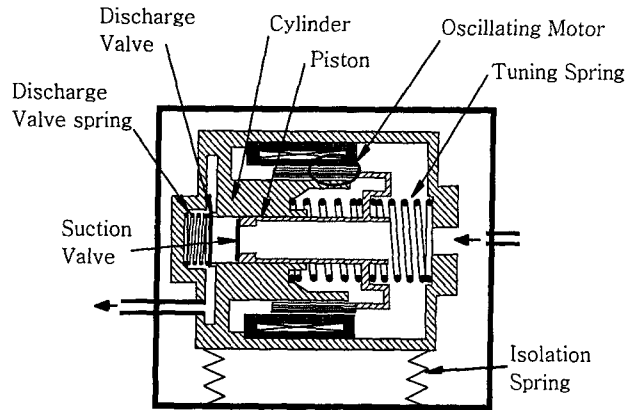 Discharge
Valve
Cylinder
Oscillating Motor
Piston
Tuning Spring
Discharge
Valve spring
Suction
Valve
Isolation
Spring